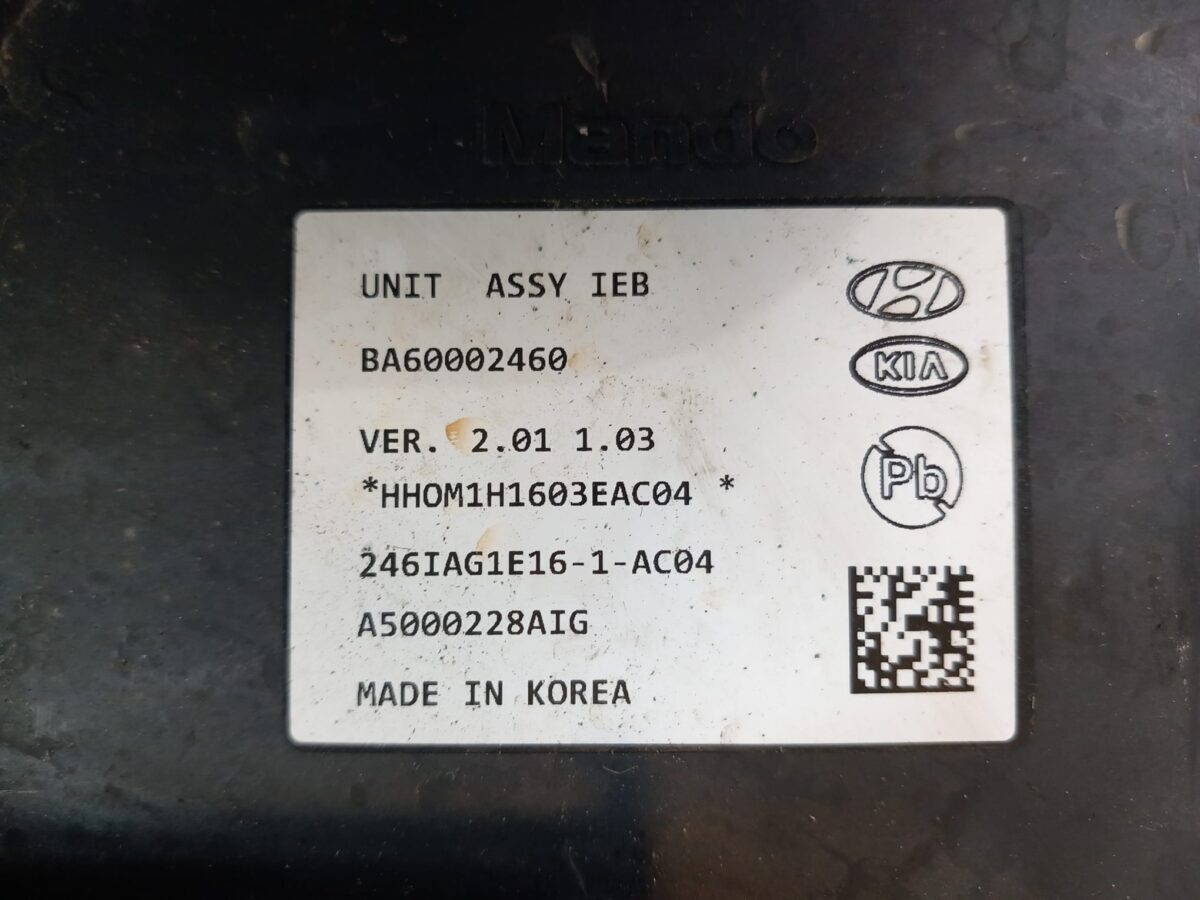 Mando
UNIT ASSY IEB
BA60002460
VER. 2.01 1.03
*HHOM1H1603EAC04 *
246IAG1E16-1-AC04
A5000228AIG
MADE IN KOREA
KIA
Pb